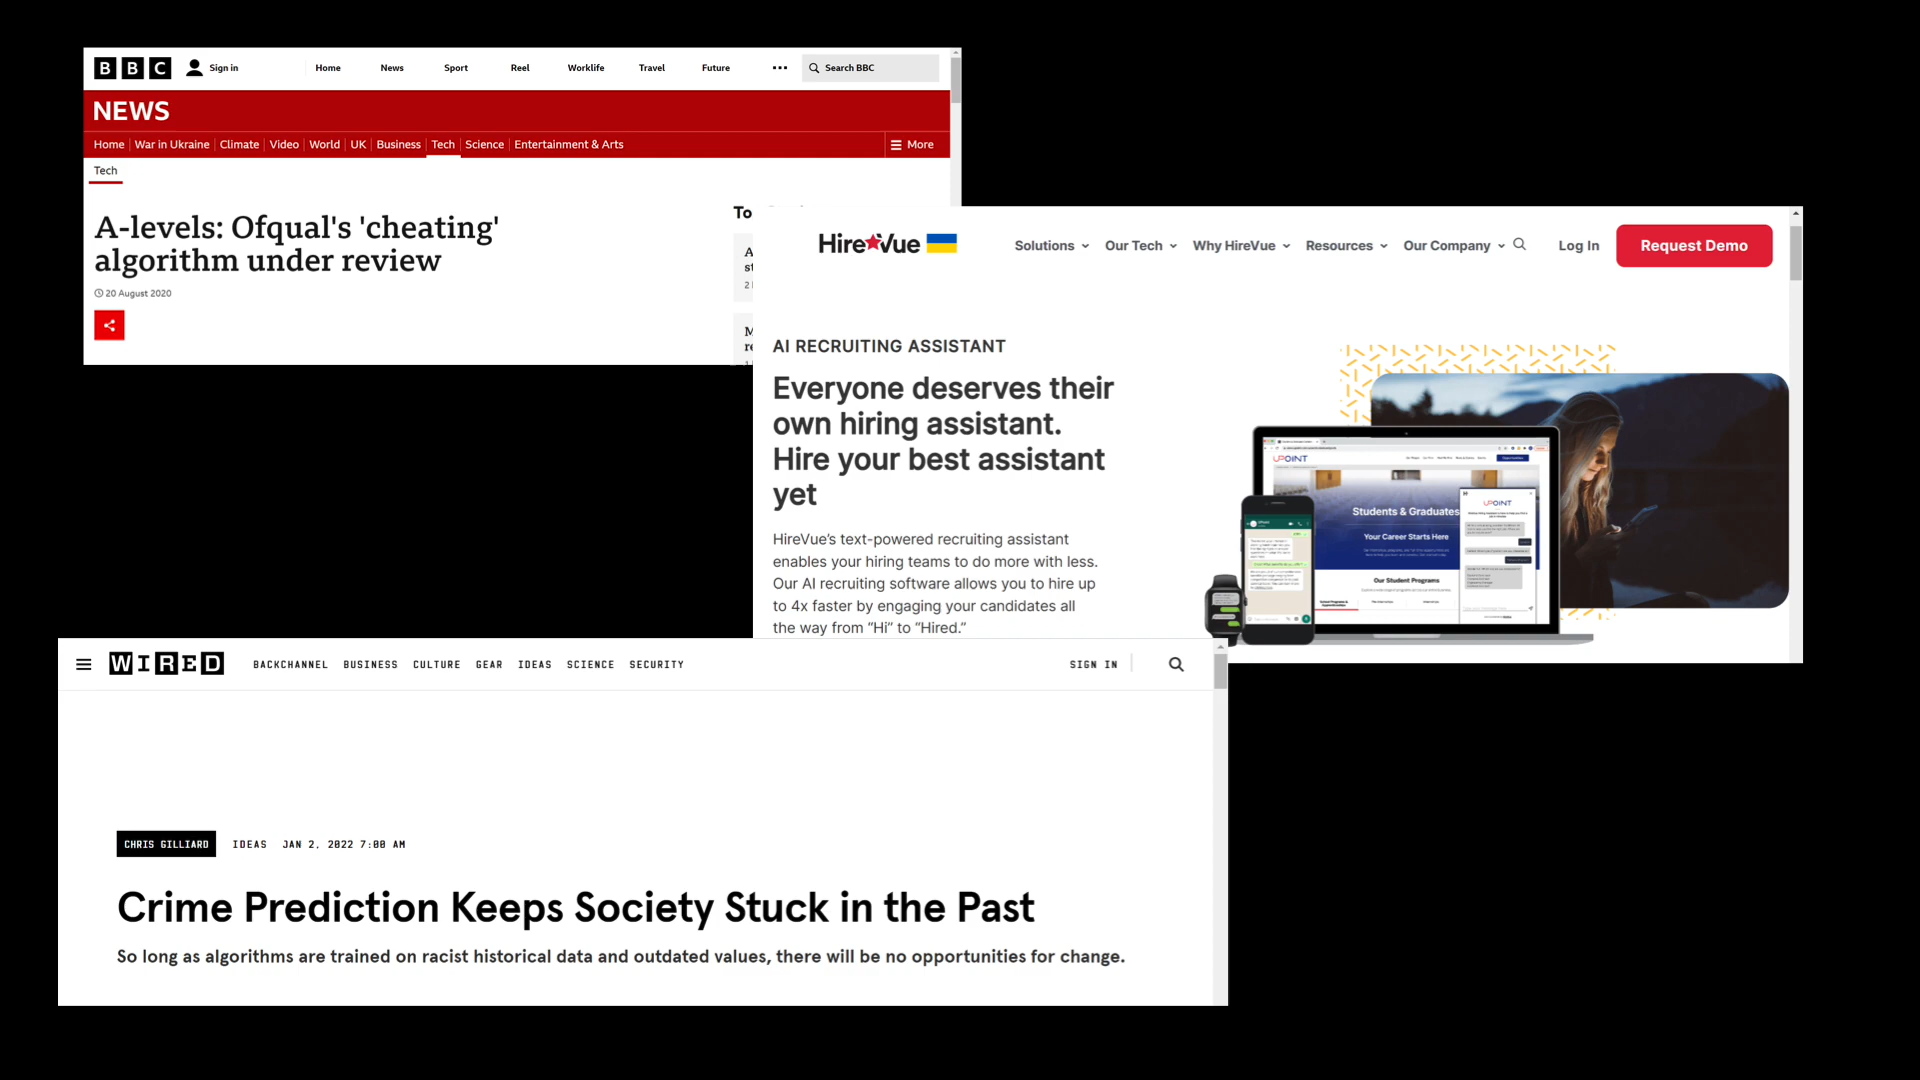 BBC
Sign in
Home
News
Sport
Reel
Worklife
Travel
Future
Search BBC
NEWS
Home
War in Ukraine
Climate
Video
World
UK
Business
Tech
Science
Entertainment & Arts
More
Tech
A-levels: Ofqual's 'cheating'
algorithm under review
20 August 2020
To
HireVue
Solutions
Our Tech
Why HireVue
Resources
Our Company
Log In
Request Demo
AI RECRUITING ASSISTANT
Everyone deserves their
own hiring assistant.
Hire your best assistant
yet
HireVue’s text-powered recruiting assistant
enables your hiring teams to do more with less.
Our AI recruiting software allows you to hire up
to 4x faster by engaging your candidates all
the way from “Hi” to “Hired.”
UPOINT
Students & Graduates
Your Career Starts Here
Our Student Programs
UPOINT
WIRED
BACKCHANNEL
BUSINESS
CULTURE
GEAR
IDEAS
SCIENCE
SECURITY
SIGN IN
CHRIS GILLIARD
IDEAS
JAN 2, 2022 7:00 AM
Crime Prediction Keeps Society Stuck in the Past
So long as algorithms are trained on racist historical data and outdated values, there will be no opportunities for change.